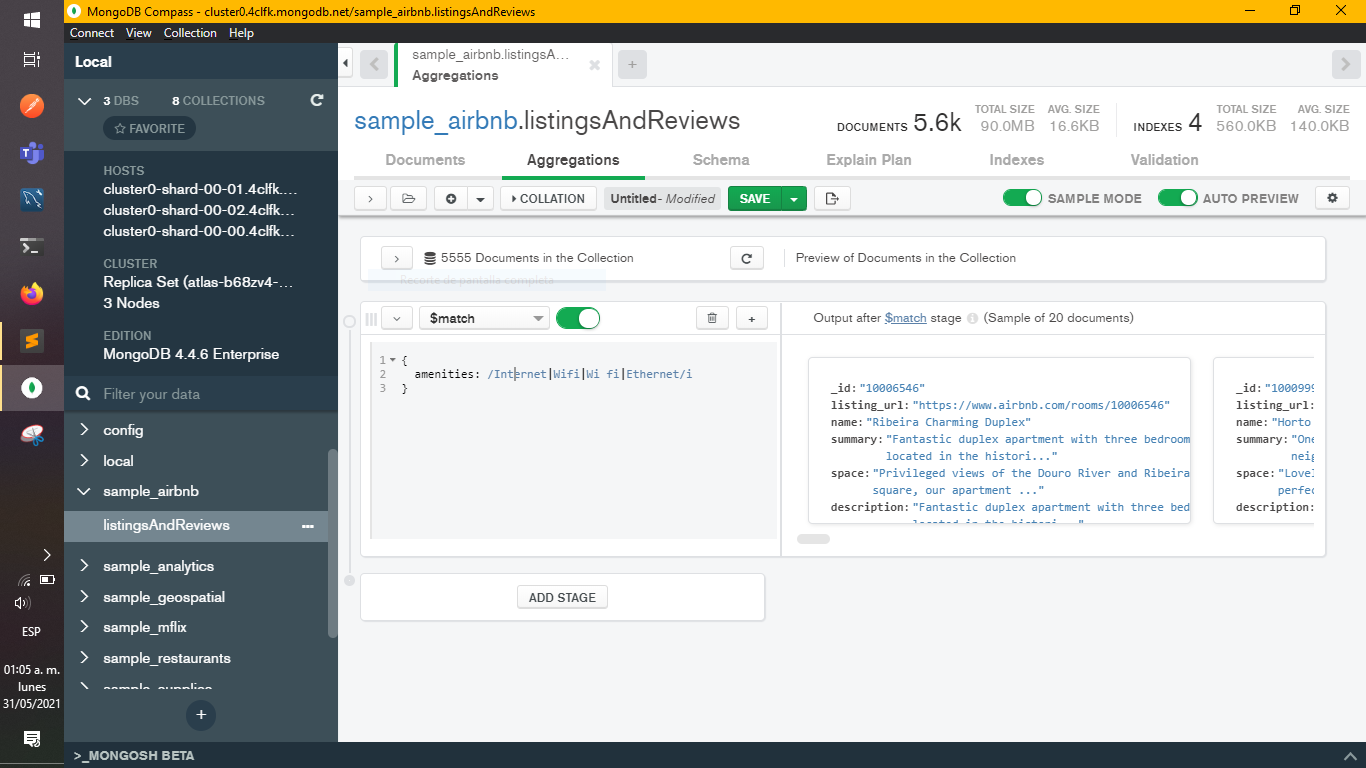 MongoDB Compass - cluster0.4clfk.mongodb.net/sample_airbnb.listingsAndReviews
Connect View Collection Help
Local
3 DBS 8 COLLECTIONS
FAVORITE
HOSTS
cluster0-shard-00-01.4clfk....
cluster0-shard-00-02.4clfk...
cluster0-shard-00-00.4clfk...
CLUSTER
Replica Set (atlas-b68zv4-...
3 Nodes
EDITION
MongoDB 4.4.6 Enterprise
Filter your data
config
local
sample_airbnb
listingsAndReviews
sample_analytics
sample_geospatial
sample_mflix
sample_restaurants
sample_supplies
ESP
01:05 a. m.
lunes
31/05/2021
>_MONGOSH BETA
sample_airbnb.listingsA...
Aggregations
sample_airbnb.listingsAndReviews
DOCUMENTS 5.6k TOTAL SIZE 90.0MB AVG. SIZE 16.6KB
INDEXES 4 TOTAL SIZE 560.0KB AVG. SIZE 140.0KB
Documents Aggregations Schema Explain Plan Indexes Validation
COLLATION Untitled- Modified SAVE SAMPLE MODE AUTO PREVIEW
5555 Documents in the Collection Preview of Documents in the Collection
Recorte de pantalla completa
$match
Output after $match stage (Sample of 20 documents)
1 {
2 amenities: /Internet|Wifi|Wi fi|Ethernet/i
3 }
_id: "10006546"
listing_url: "https://www.airbnb.com/rooms/10006546"
name: "Ribeira Charming Duplex"
summary: "Fantastic duplex apartment with three bedroom
located in the histori..."
space: "Privileged views of the Douro River and Ribeira
square, our apartment ..."
description: "Fantastic duplex apartment with three bed
located in the histori..."
_id: "1000999
listing_url:
name: "Horto
summary: "One
neig
space: "Lovel
perfec
description:
ADD STAGE